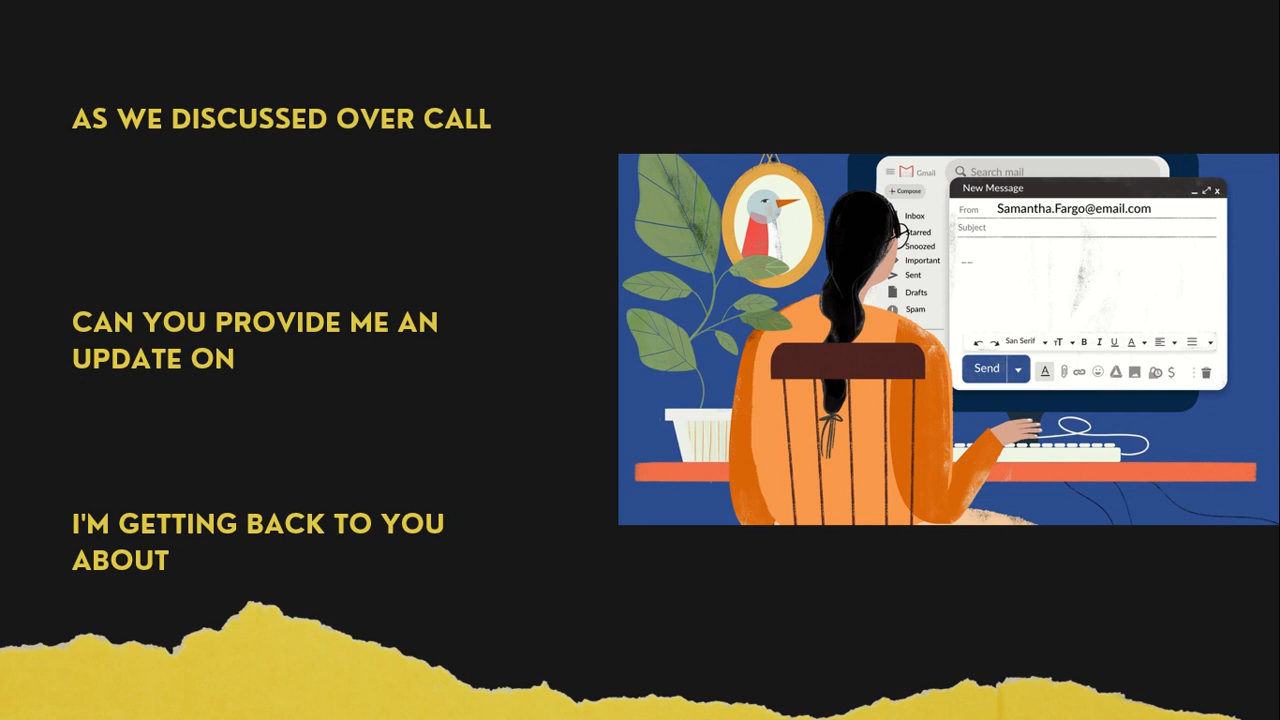 AS WE DISCUSSED OVER CALL
CAN YOU PROVIDE ME AN
UPDATE ON
I'M GETTING BACK TO YOU
ABOUT
Gmail
Search mail
Compose
Inbox
Starred
Snoozed
Important
Sent
Drafts
Spam
New Message
From Samantha.Fargo@email.com
Subject
--
San Serif
B I U A
Send
A $